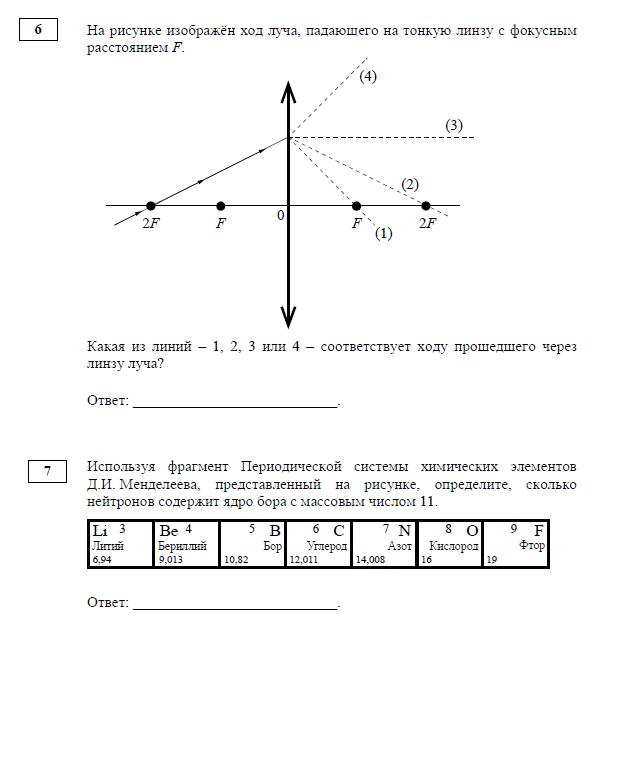 6
На рисунке изображён ход луча, падающего на тонкую линзу с фокусным
расстоянием F.
(4)
(3)
(2)
0
2F F F 2F
(1)
Какая из линий – 1, 2, 3 или 4 – соответствует ходу прошедшего через
линзу луча?
Ответ: ___________________________.
7
Используя фрагмент Периодической системы химических элементов
Д.И. Менделеева, представленный на рисунке, определите, сколько
нейтронов содержит ядро бора с массовым числом 11.
Li 3 Be 4 5 B 6 C 7 N 8 O 9 F
Литий Бериллий Бор Углерод Азот Кислород Фтор
6,94 9,013 10,82 12,011 14,008 16 19
Ответ: ___________________________.